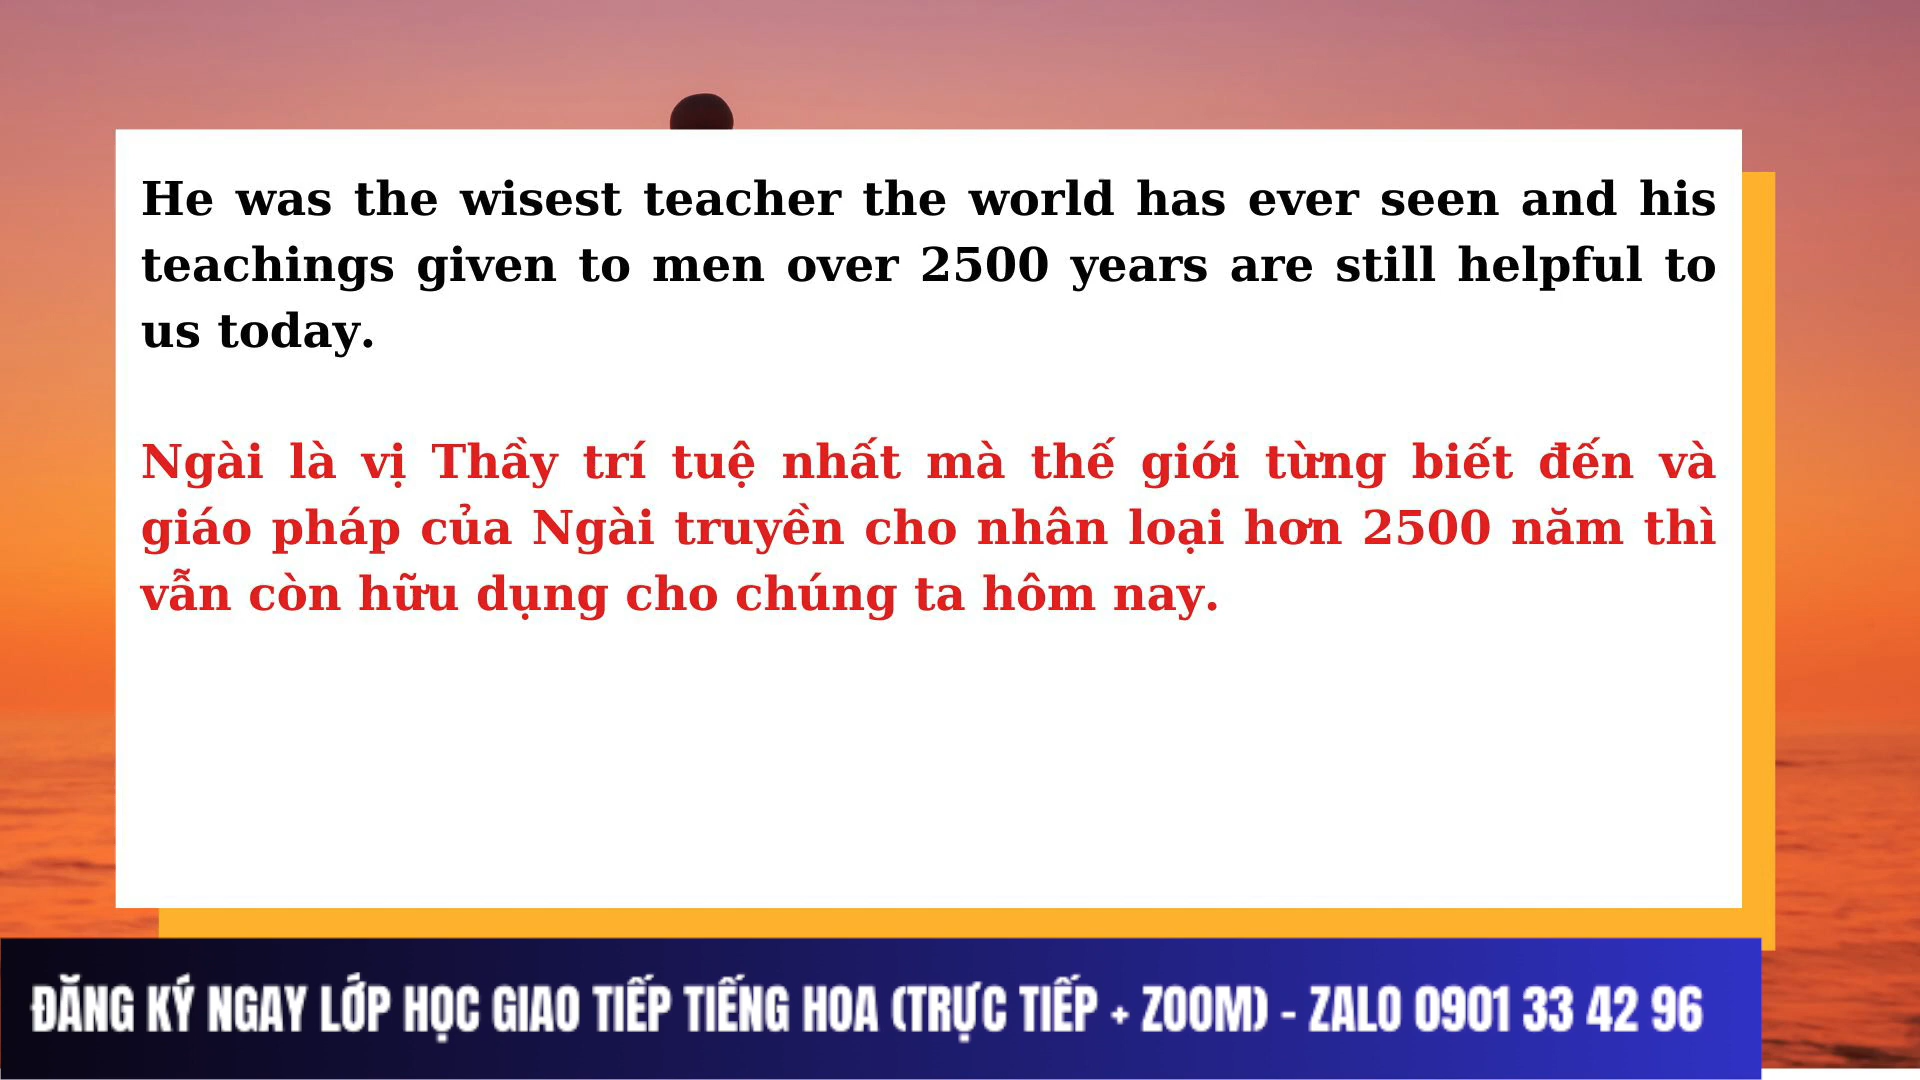 He was the wisest teacher the world has ever seen and his
teachings given to men over 2500 years are still helpful to
us today.
Ngài là vị Thầy trí tuệ nhất mà thế giới từng biết đến và
giáo pháp của Ngài truyền cho nhân loại hơn 2500 năm thì
vẫn còn hữu dụng cho chúng ta hôm nay.
ĐĂNG KÝ NGAY LỚP HỌC GIAO TIẾP TIẾNG HOA (TRỰC TIẾP + ZOOM) - ZALO 0901 33 42 96